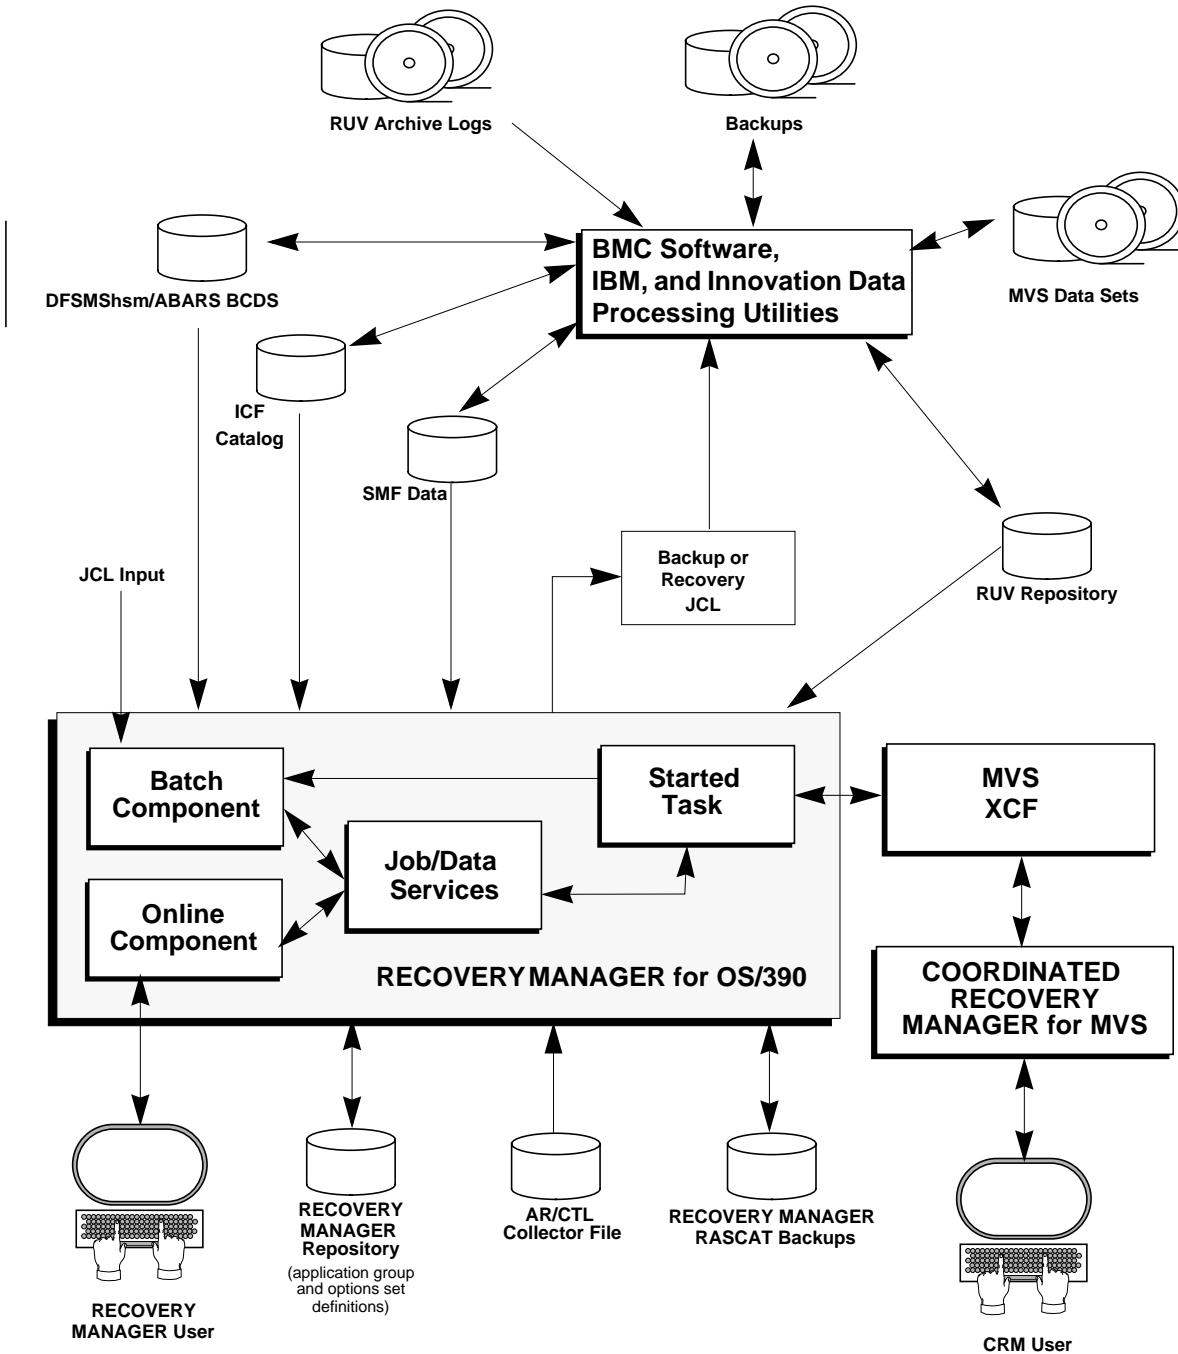 RUV Archive Logs
Backups
BMC Software,
IBM, and Innovation Data
Processing Utilities
DFSMShsm/ABARS BCDS
MVS Data Sets
ICF
Catalog
SMF Data
JCL Input
Backup or
Recovery
JCL
RUV Repository
Batch
Component
Started
Task
MVS
XCF
Job/Data
Services
Online
Component
RECOVERY MANAGER for OS/390
COORDINATED
RECOVERY
MANAGER for MVS
RECOVERY
MANAGER
Repository
(application group
and options set
definitions)
AR/CTL
Collector File
RECOVERY MANAGER
RASCAT Backups
RECOVERY
MANAGER User
CRM User